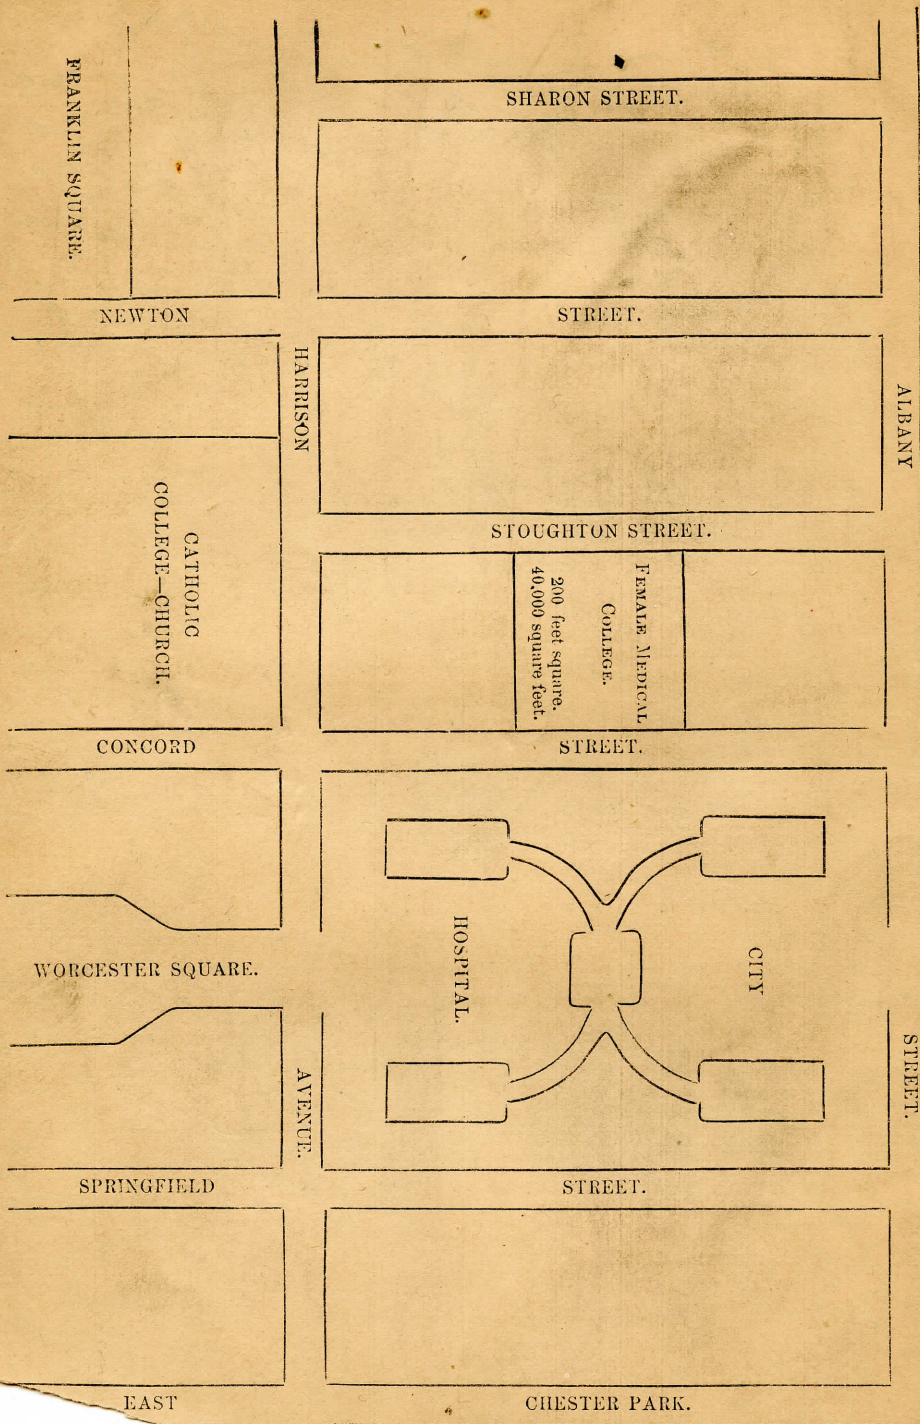 SHARON STREET.
FRANKLIN SQUARE.
NEWTON STREET.
HARRISON
ALBANY
CATHOLIC
COLLEGE—CHURCH.
STOUGHTON STREET.
FEMALE MEDICAL
COLLEGE.
200 feet square.
40,000 square feet.
CONCORD STREET.
CITY
HOSPITAL.
WORCESTER SQUARE.
AVENUE.
STREET.
SPRINGFIELD STREET.
EAST CHESTER PARK.